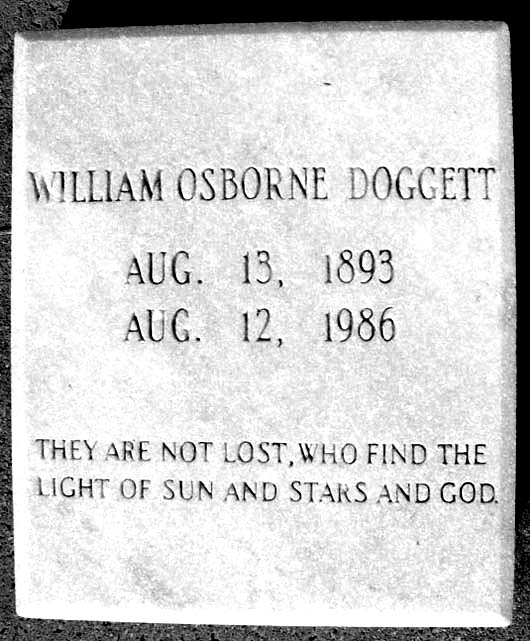 WILLIAM OSBORNE DOGGETT
AUG. 13, 1893
AUG. 12, 1986
THEY ARE NOT LOST, WHO FIND THE
LIGHT OF SUN AND STARS AND GOD.